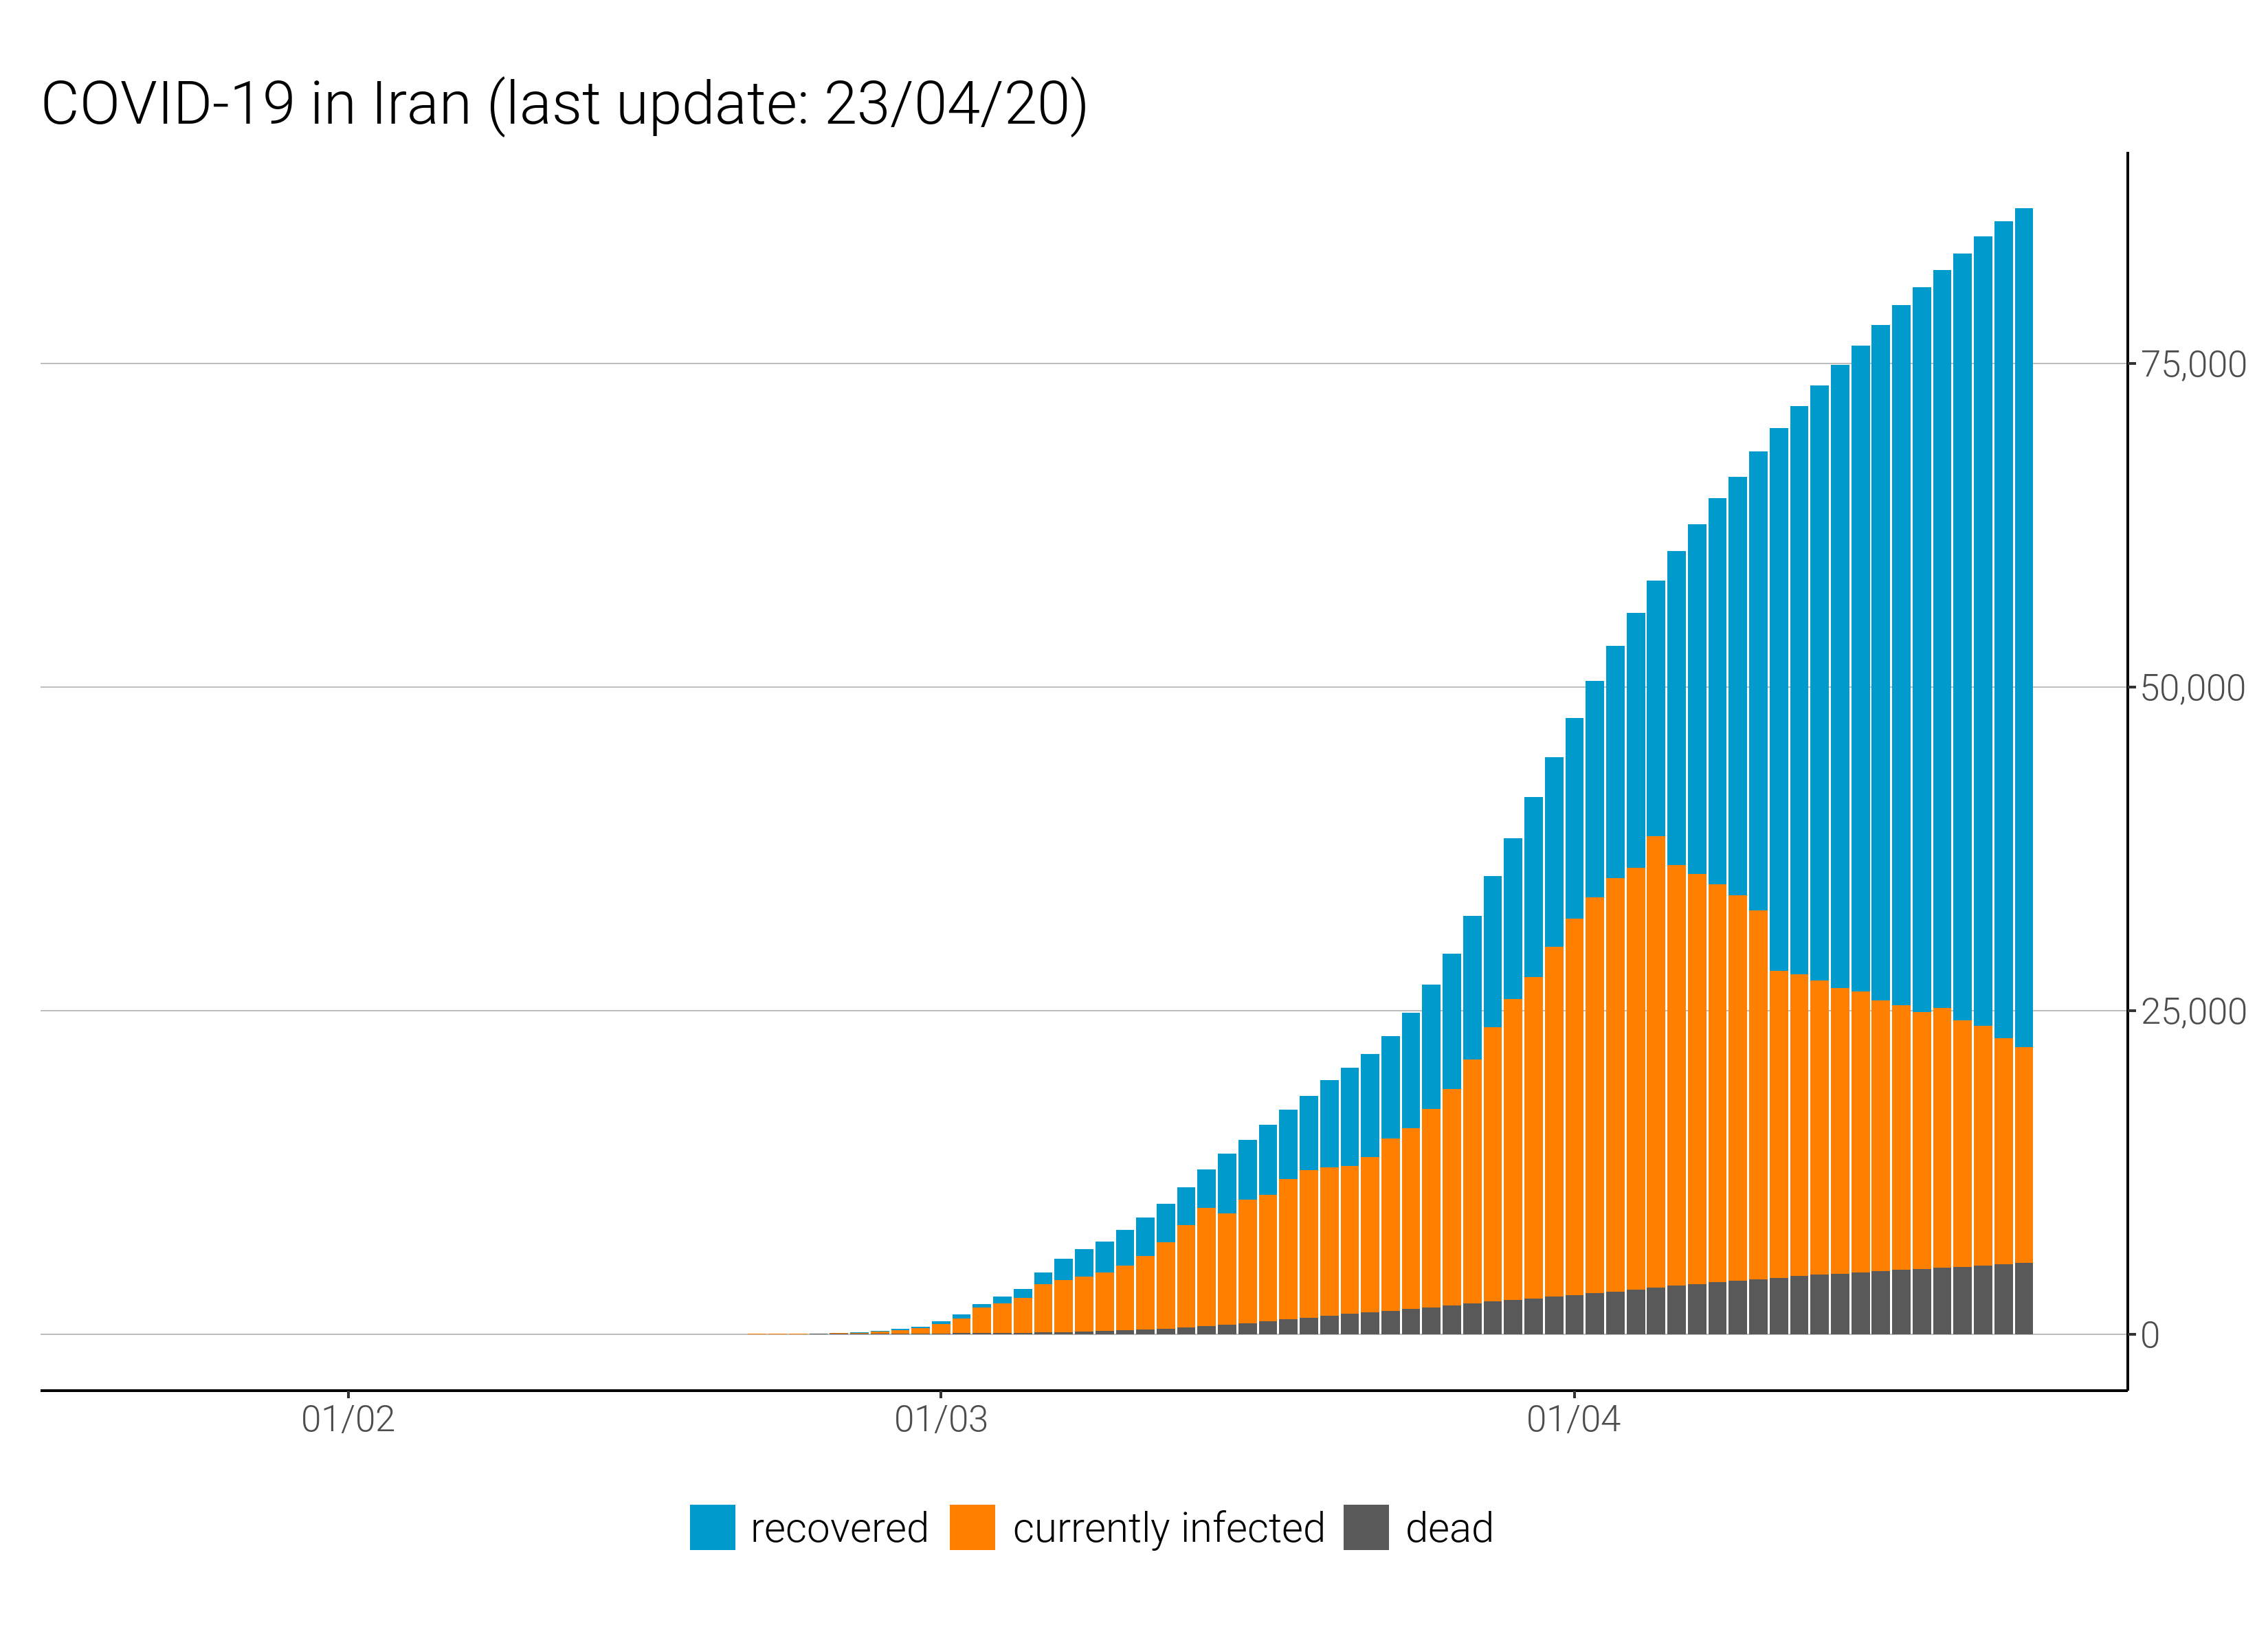 COVID-19 in Iran (last update: 23/04/20)
75,000
50,000
25,000
0
01/02 01/03 01/04
recovered currently infected dead